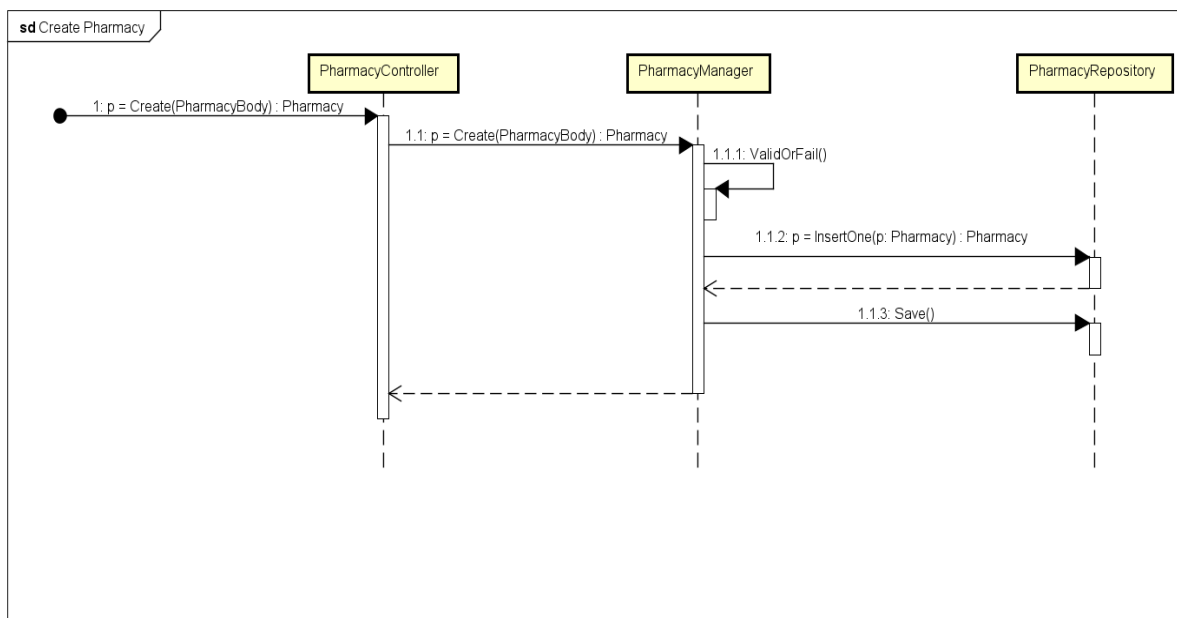 sd Create Pharmacy
PharmacyController
PharmacyManager
PharmacyRepository
1: p = Create(PharmacyBody) : Pharmacy
1.1: p = Create(PharmacyBody) : Pharmacy
1.1.1: ValidOrFail()
1.1.2: p = InsertOne(p: Pharmacy) : Pharmacy
1.1.3: Save()